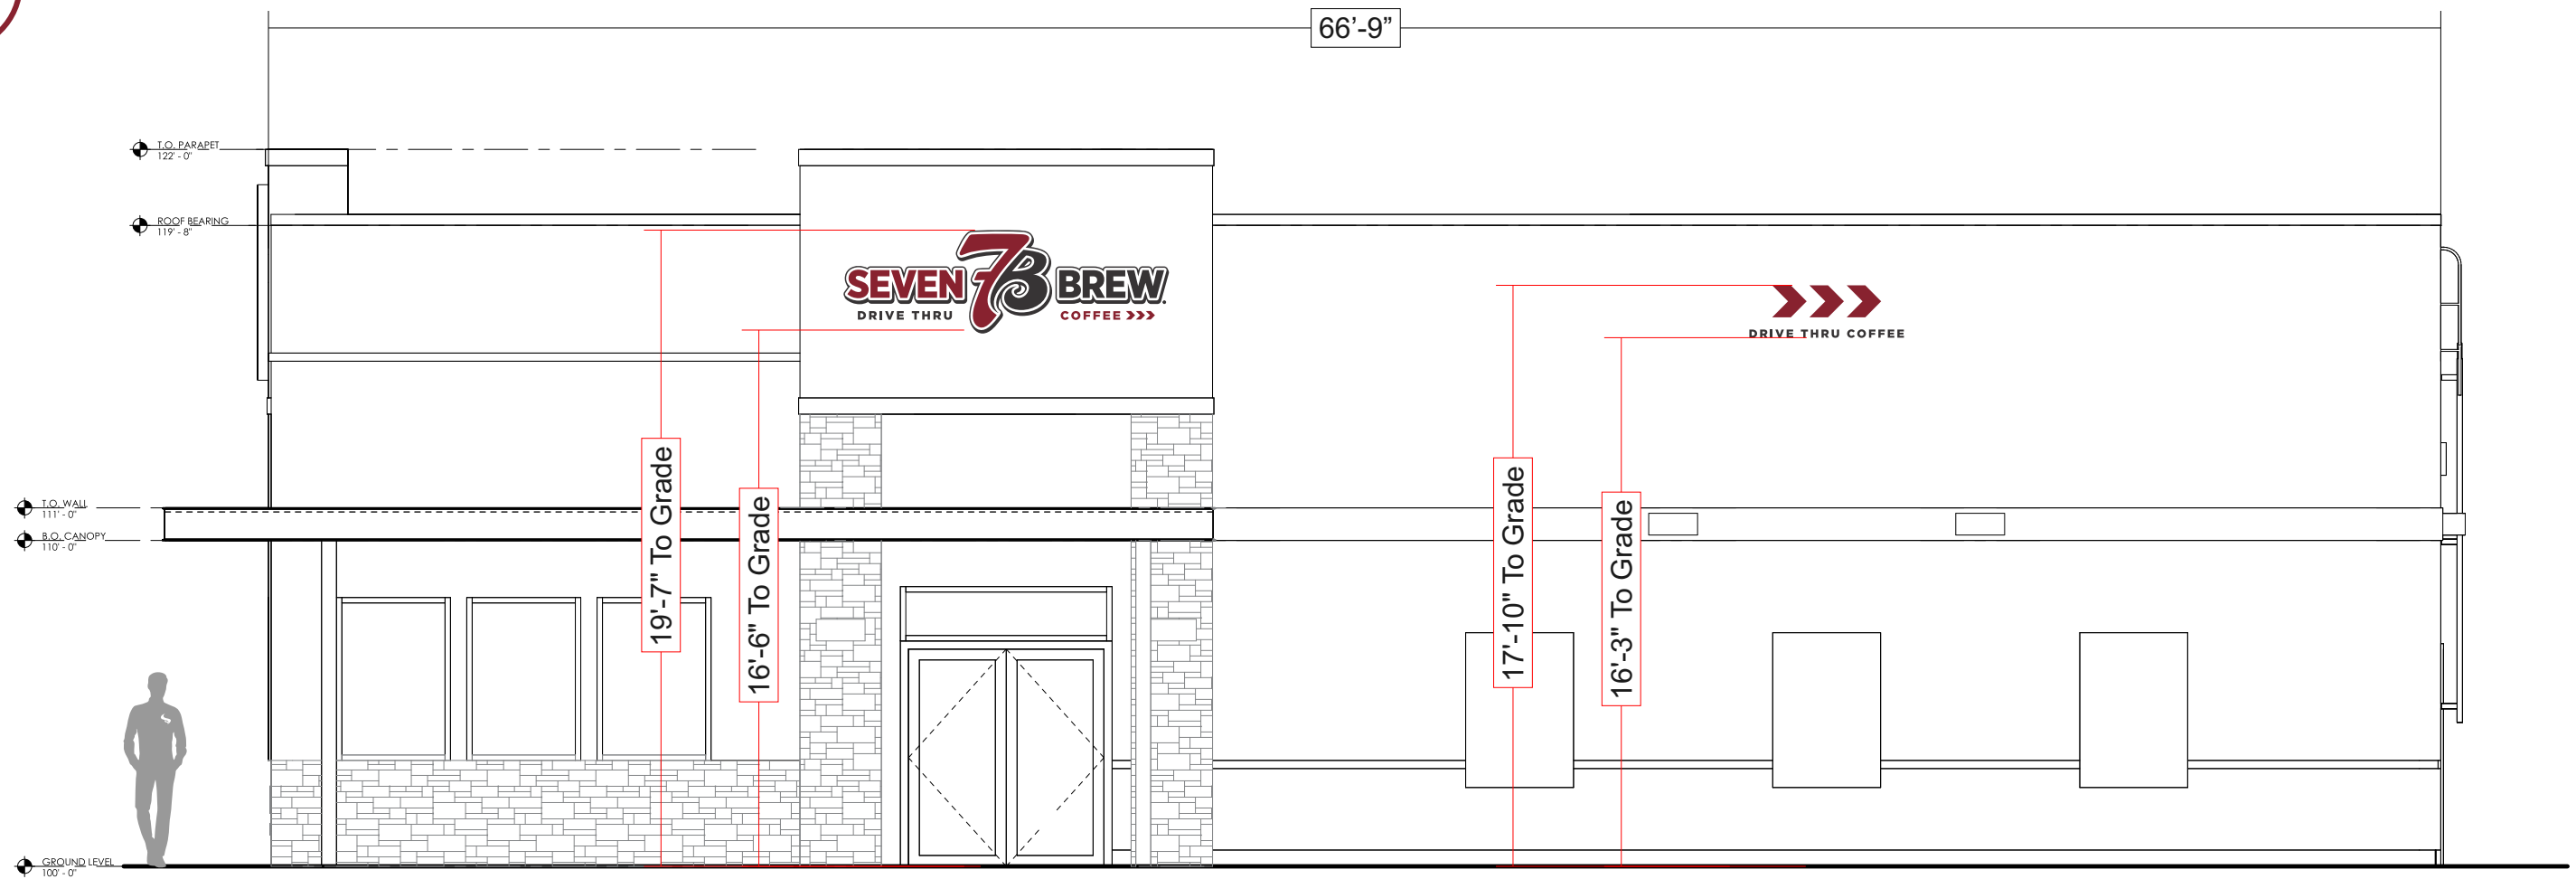 66'-9”
T.O. PARAPET
122' - 0"
ROOF BEARING
119' - 8"
SEVEN 7B BREW
DRIVE THRU COFFEE
DRIVE THRU COFFEE
T.O. WALL
111' - 0"
B.O. CANOPY
110' - 0"
19'-7" To Grade
16'-6" To Grade
17'-10" To Grade
16'-3" To Grade
GROUND LEVEL
100' - 0"